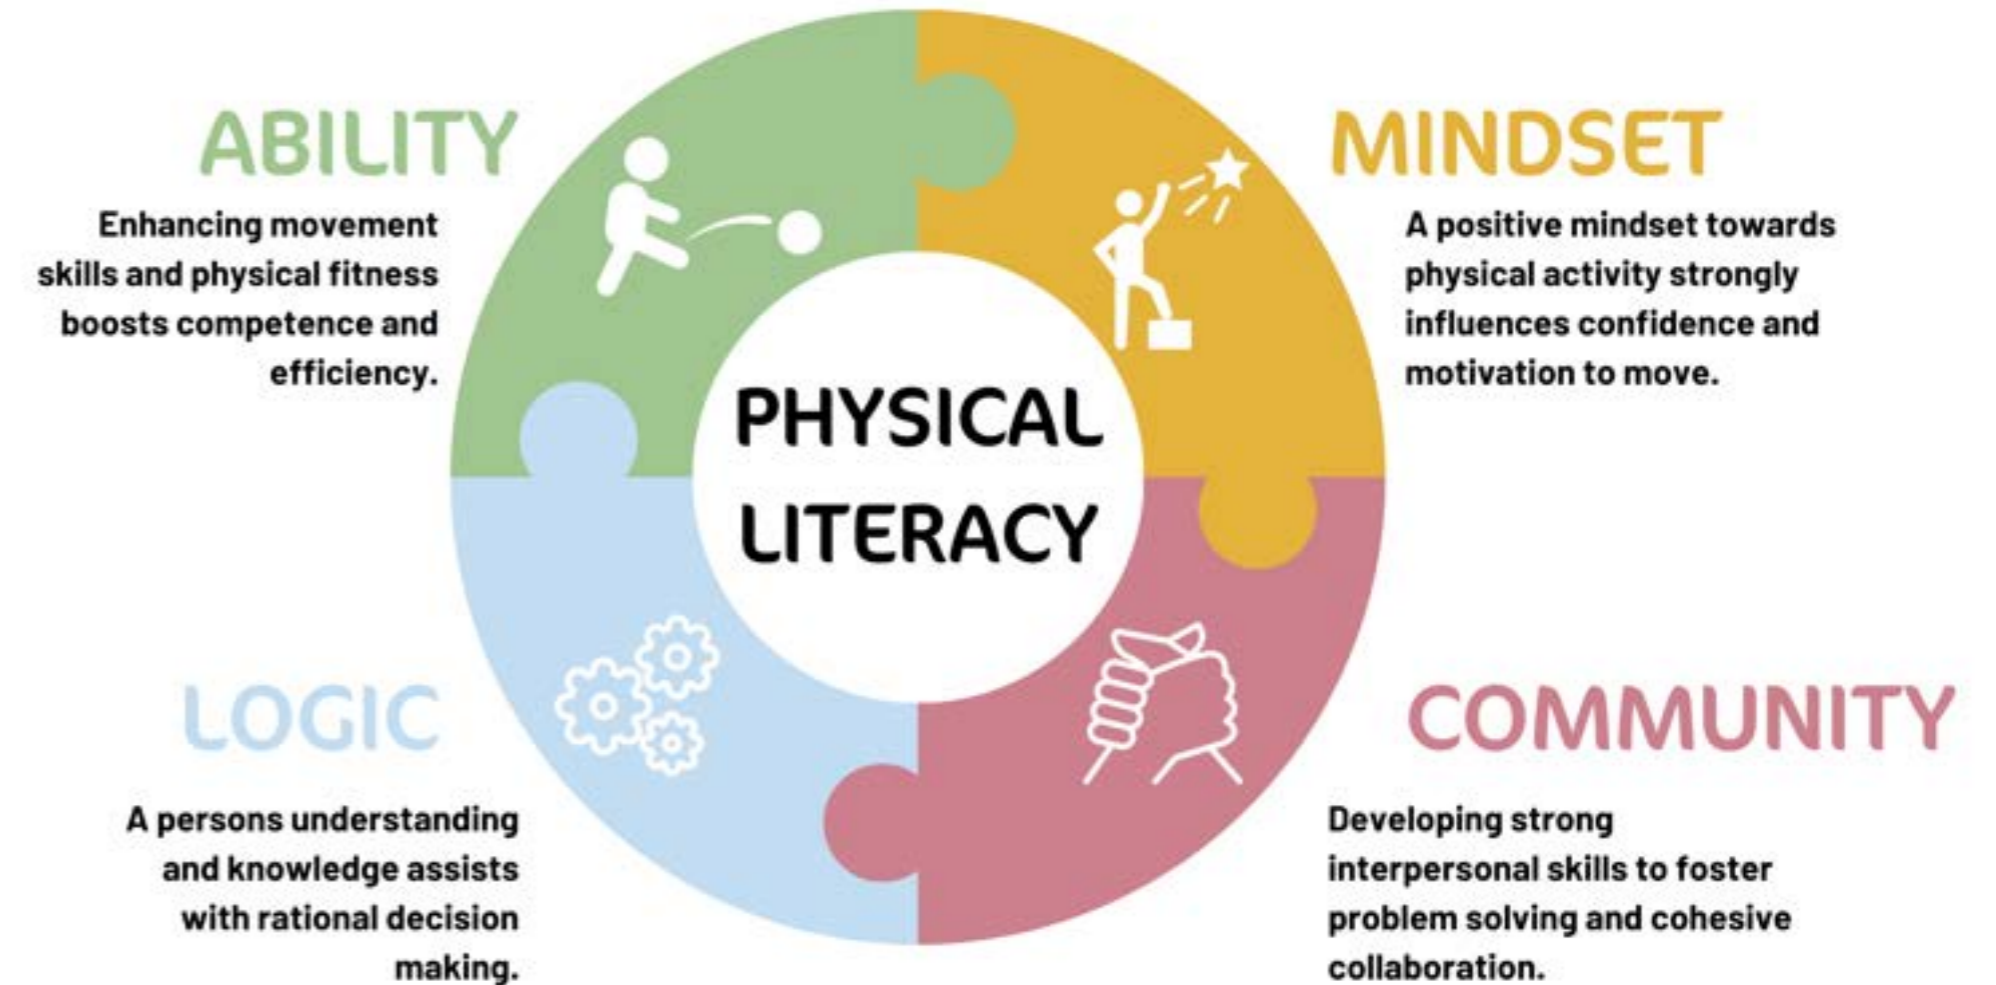 ABILITY
Enhancing movement
skills and physical fitness
boosts competence and
efficiency.
MINDSET
A positive mindset towards
physical activity strongly
influences confidence and
motivation to move.
PHYSICAL
LITERACY
LOGIC
A persons understanding
and knowledge assists
with rational decision
making.
COMMUNITY
Developing strong
interpersonal skills to foster
problem solving and cohesive
collaboration.